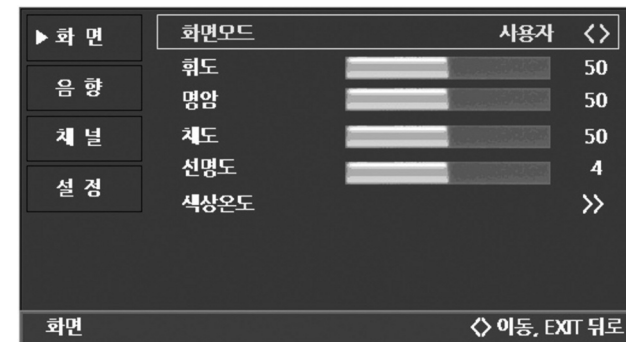 ▶화 면
음 향
채 널
설 정
화면모드 사용자 <>
휘도 50
명암 50
채도 50
선명도 4
색상온도 >>
화면 <> 이동, EXIT 뒤로